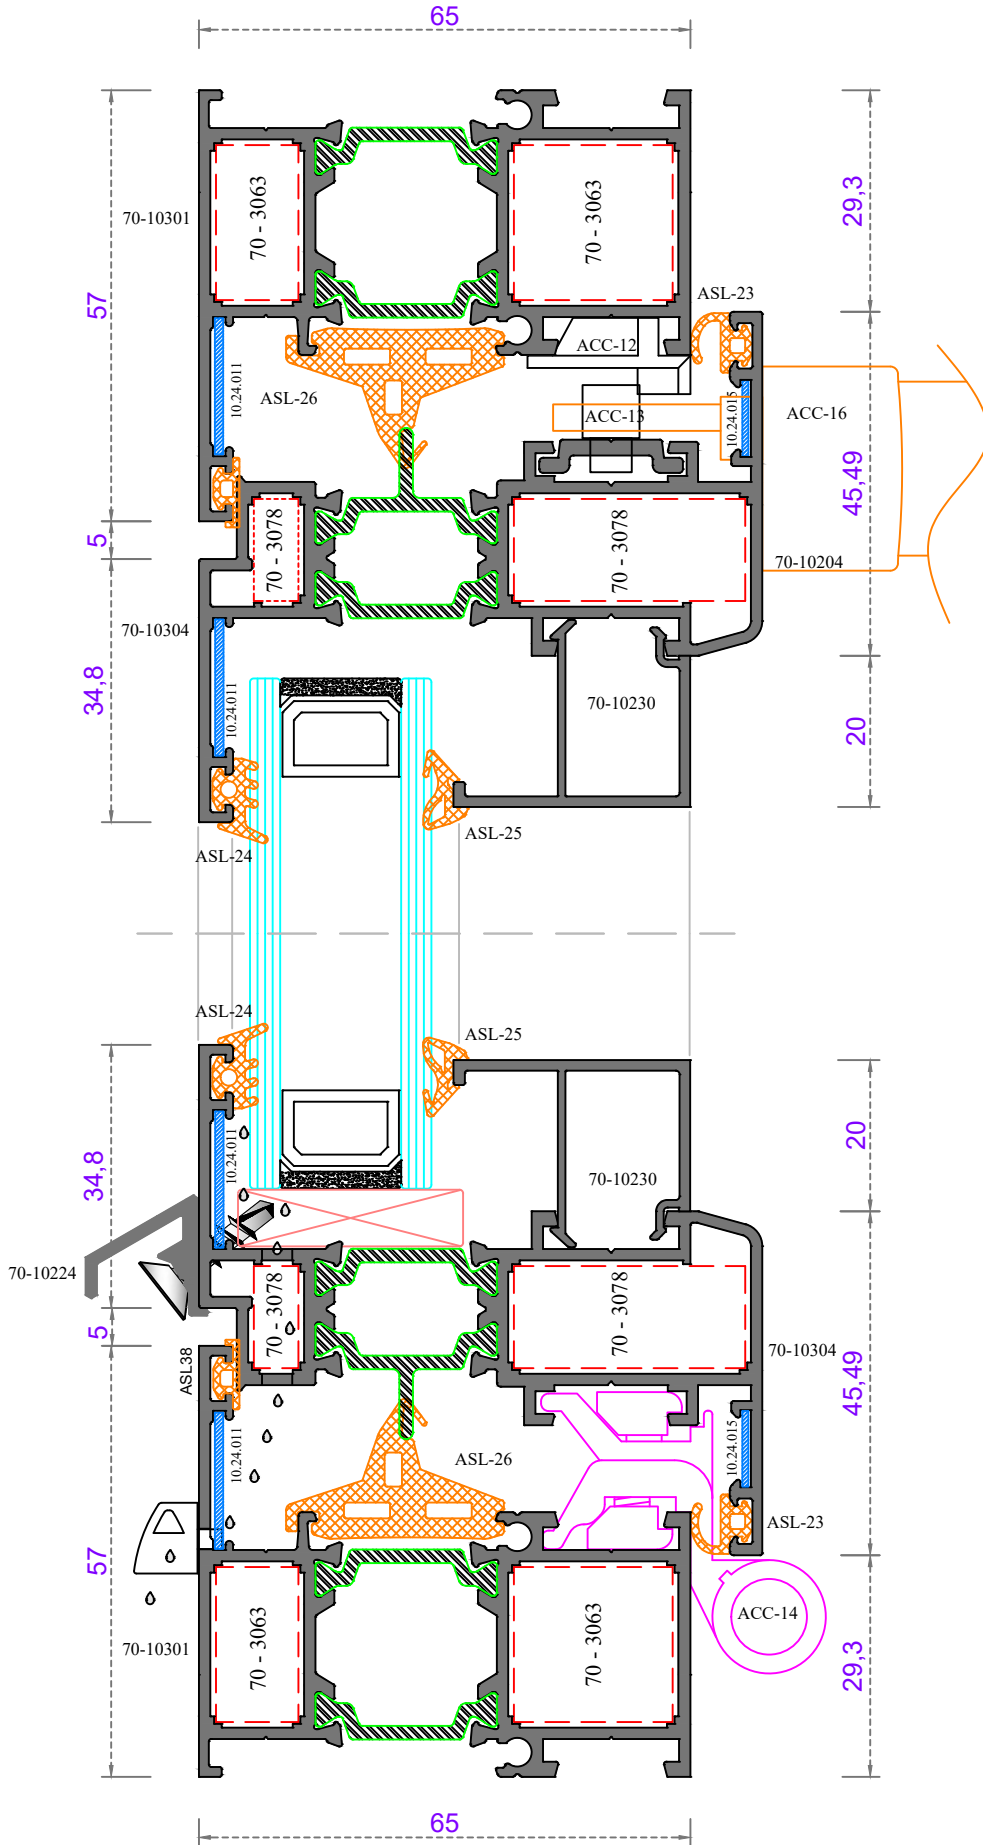 65
29,3
70 - 3063
70 - 3063
70-10301
57
ASL-23
ACC-12
10.24.011
ASL-26
ACC-13
10.24.015
ACC-16
45,49
5
70 - 3078
70 - 3078
70-10204
70-10304
34,8
10.24.011
70-10230
20
ASL-24
ASL-25
ASL-24
ASL-25
34,8
10.24.011
20
70-10230
70-10224
70 - 3078
70 - 3078
5
ASL38
70-10304
45,49
10.24.011
ASL-26
10.24.015
ASL-23
57
ACC-14
70-10301
70 - 3063
70 - 3063
29,3
65